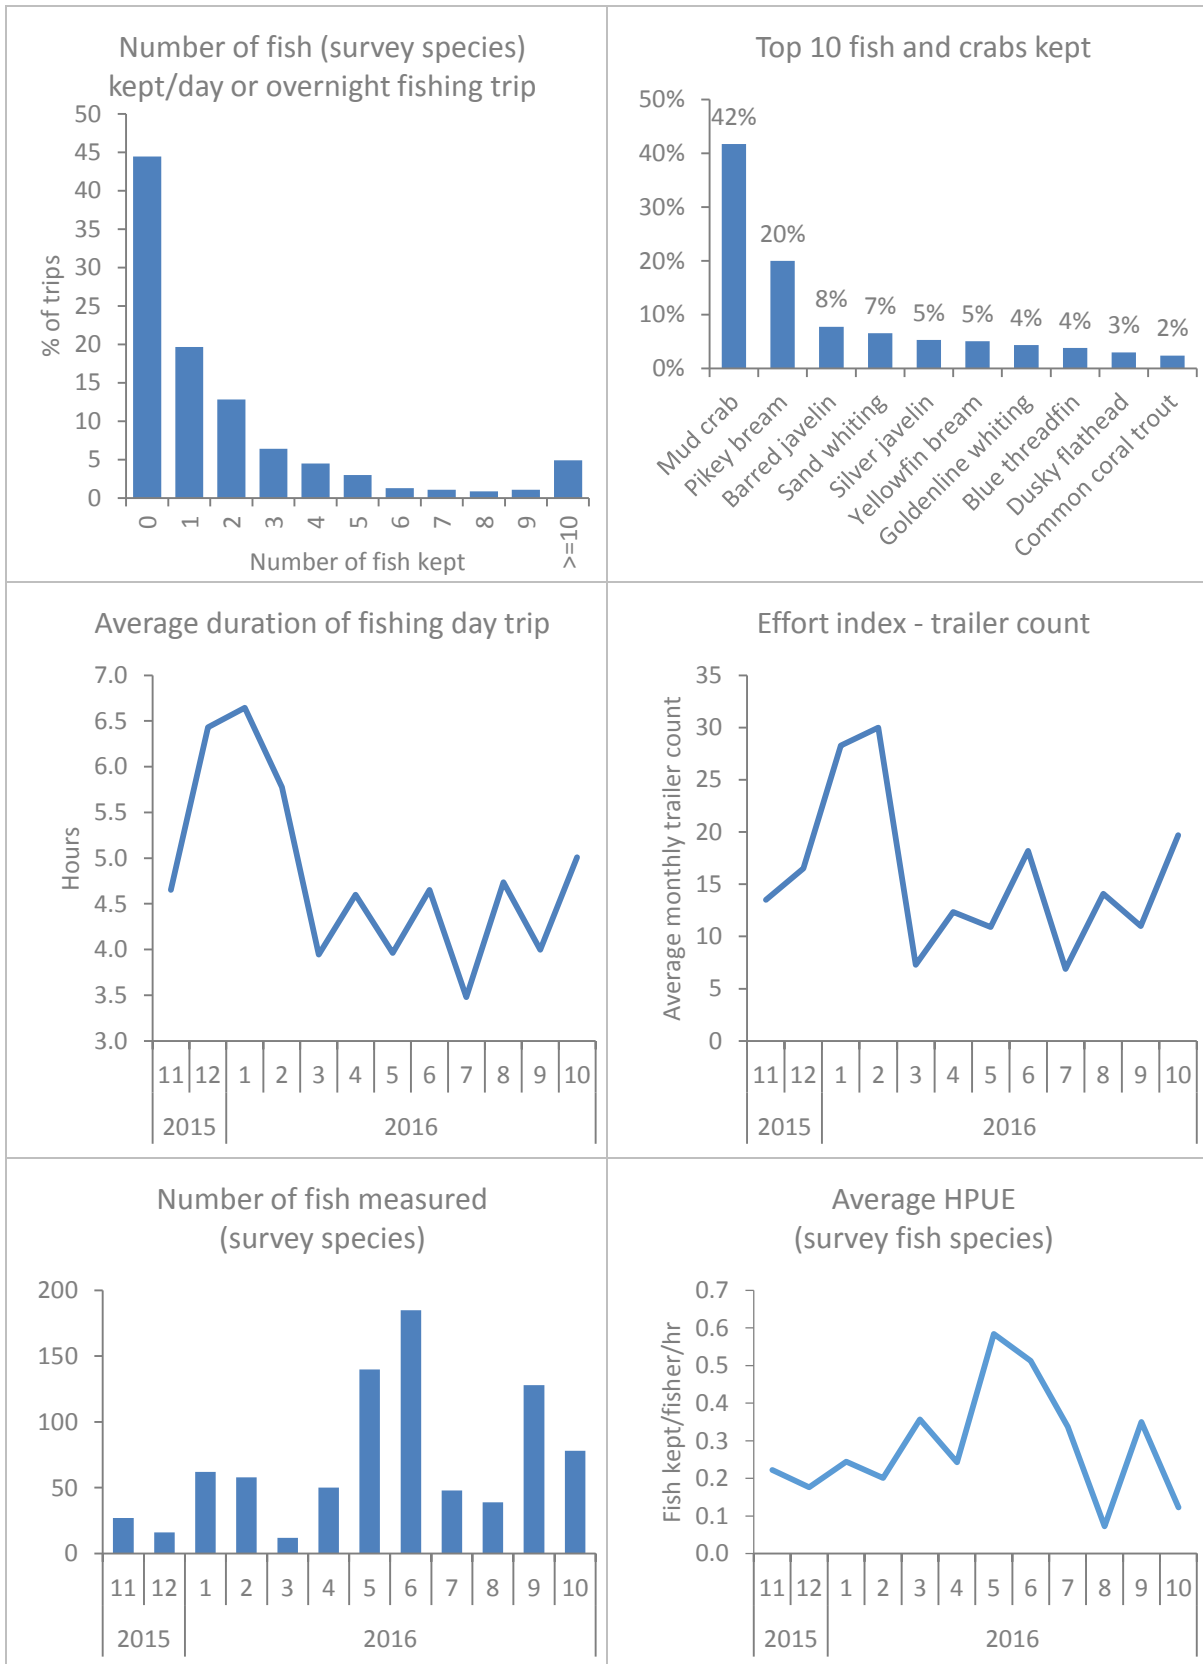 Number of fish (survey species)
kept/day or overnight fishing trip
50
45
40
35
30
25
20
15
10
5
0
% of trips
0 1 2 3 4 5 6 7 8 9 >=10
Number of fish kept
Top 10 fish and crabs kept
50%
40%
30%
20%
10%
0%
42%
20%
8%
7%
5%
5%
4%
4%
3%
2%
Mud crab
Pikey bream
Barred javelin
Sand whiting
Silver javelin
Yellowfin bream
Goldenline whiting
Blue threadfin
Dusky flathead
Common coral trout
Average duration of fishing day trip
7.0
6.5
6.0
5.5
5.0
4.5
4.0
3.5
3.0
Hours
11 12 1 2 3 4 5 6 7 8 9 10
2015 2016
Effort index - trailer count
35
30
25
20
15
10
5
0
Average monthly trailer count
11 12 1 2 3 4 5 6 7 8 9 10
2015 2016
Number of fish measured
(survey species)
200
150
100
50
0
11 12 1 2 3 4 5 6 7 8 9 10
2015 2016
Average HPUE
(survey fish species)
0.7
0.6
0.5
0.4
0.3
0.2
0.1
0.0
Fish kept/fisher/hr
11 12 1 2 3 4 5 6 7 8 9 10
2015 2016